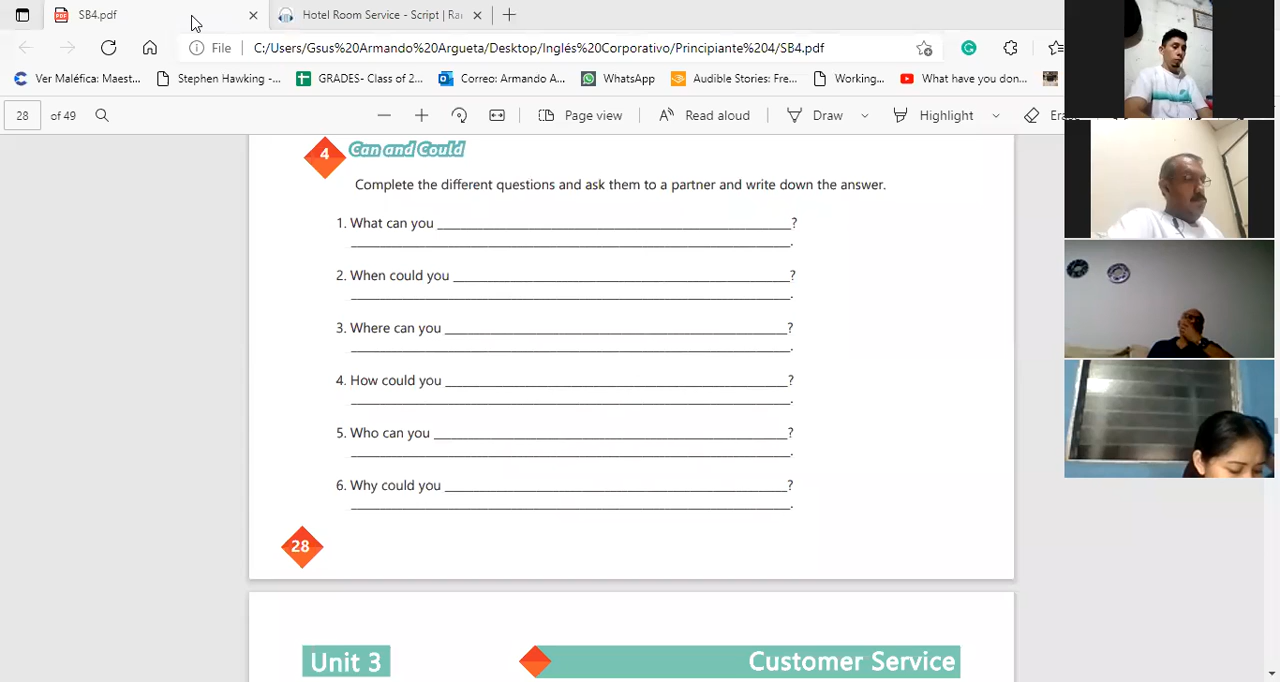 SB4.pdf
Hotel Room Service - Script | Ra
File C:/Users/Gsus%20Armando%20Argueta/Desktop/Inglés%20Corporativo/Principiante%204/SB4.pdf
Ver Maléfica: Maest... Stephen Hawking -... GRADES- Class of 2... Correo: Armando A... WhatsApp Audible Stories: Fre... Working... What have you don...
28 of 49 Page view Read aloud Draw Highlight
4 Can and Could
Complete the different questions and ask them to a partner and write down the answer.
1. What can you ?
.
2. When could you ?
.
3. Where can you ?
.
4. How could you ?
.
5. Who can you ?
.
6. Why could you ?
.
28
Unit 3 Customer Service